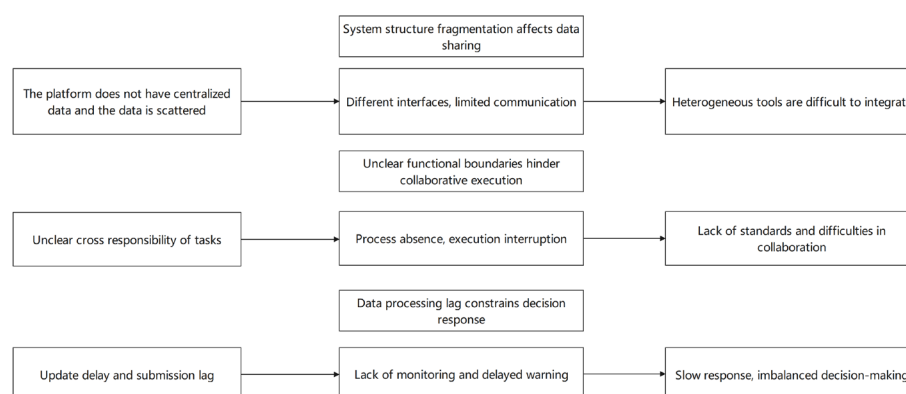 System structure fragmentation affects data
sharing
The platform does not have centralized
data and the data is scattered
Different interfaces, limited communication
Heterogeneous tools are difficult to integrat
Unclear functional boundaries hinder
collaborative execution
Unclear cross responsibility of tasks
Process absence, execution interruption
Lack of standards and difficulties in
collaboration
Data processing lag constrains decision
response
Update delay and submission lag
Lack of monitoring and delayed warning
Slow response, imbalanced decision-making